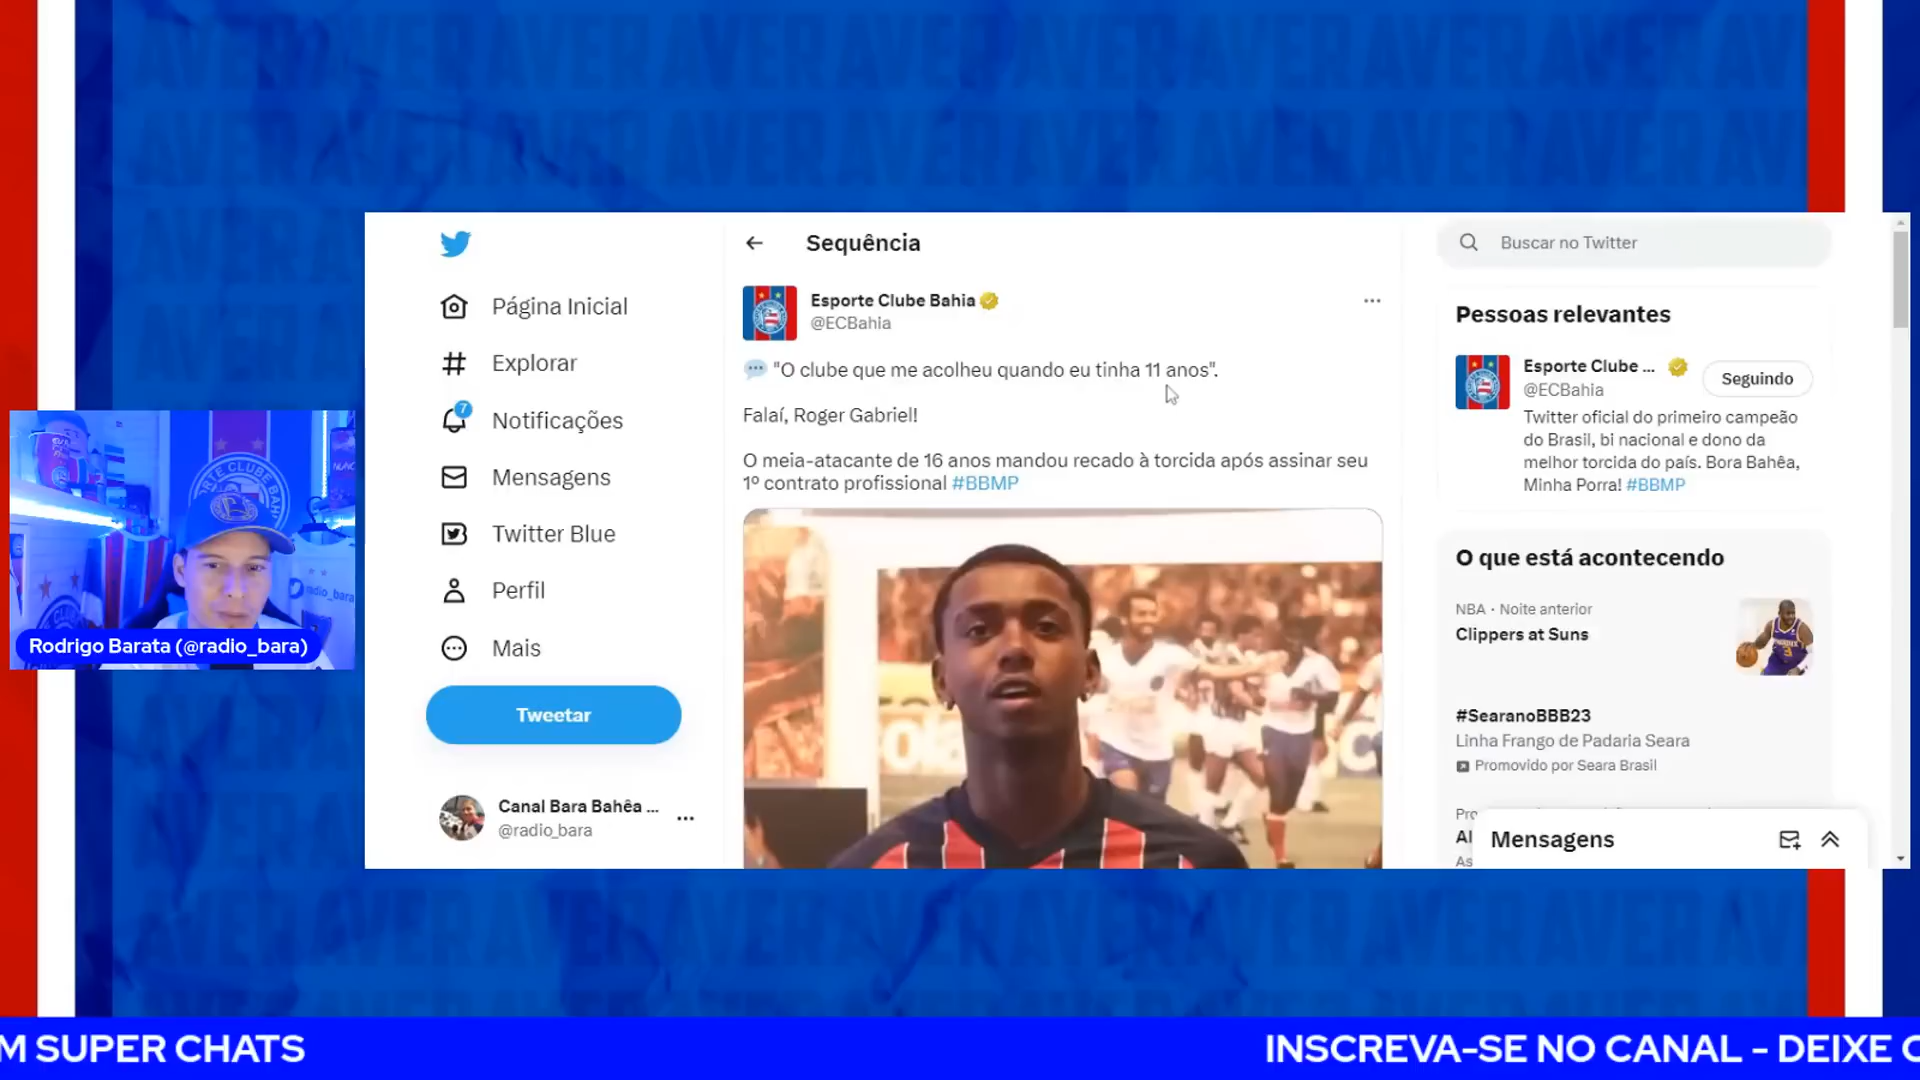 Sequência
Esporte Clube Bahia
@ECBahia
"O clube que me acolheu quando eu tinha 11 anos".
Falaí, Roger Gabriel!
O meia-atacante de 16 anos mandou recado à torcida após assinar seu
1º contrato profissional #BBMP
Página Inicial
Explorar
7
Notificações
Mensagens
Twitter Blue
Perfil
Mais
Tweetar
Canal Bara Bahêa ...
@radio_bara
Buscar no Twitter
Pessoas relevantes
Esporte Clube ...
@ECBahia
Seguindo
Twitter oficial do primeiro campeão
do Brasil, bi nacional e dono da
melhor torcida do país. Bora Bahêa,
Minha Porra! #BBMP
O que está acontecendo
NBA · Noite anterior
Clippers at Suns
#SearanoBBB23
Linha Frango de Padaria Seara
Promovido por Seara Brasil
Mensagens
Rodrigo Barata (@radio_bara)
M SUPER CHATS
INSCREVA-SE NO CANAL - DEIXE